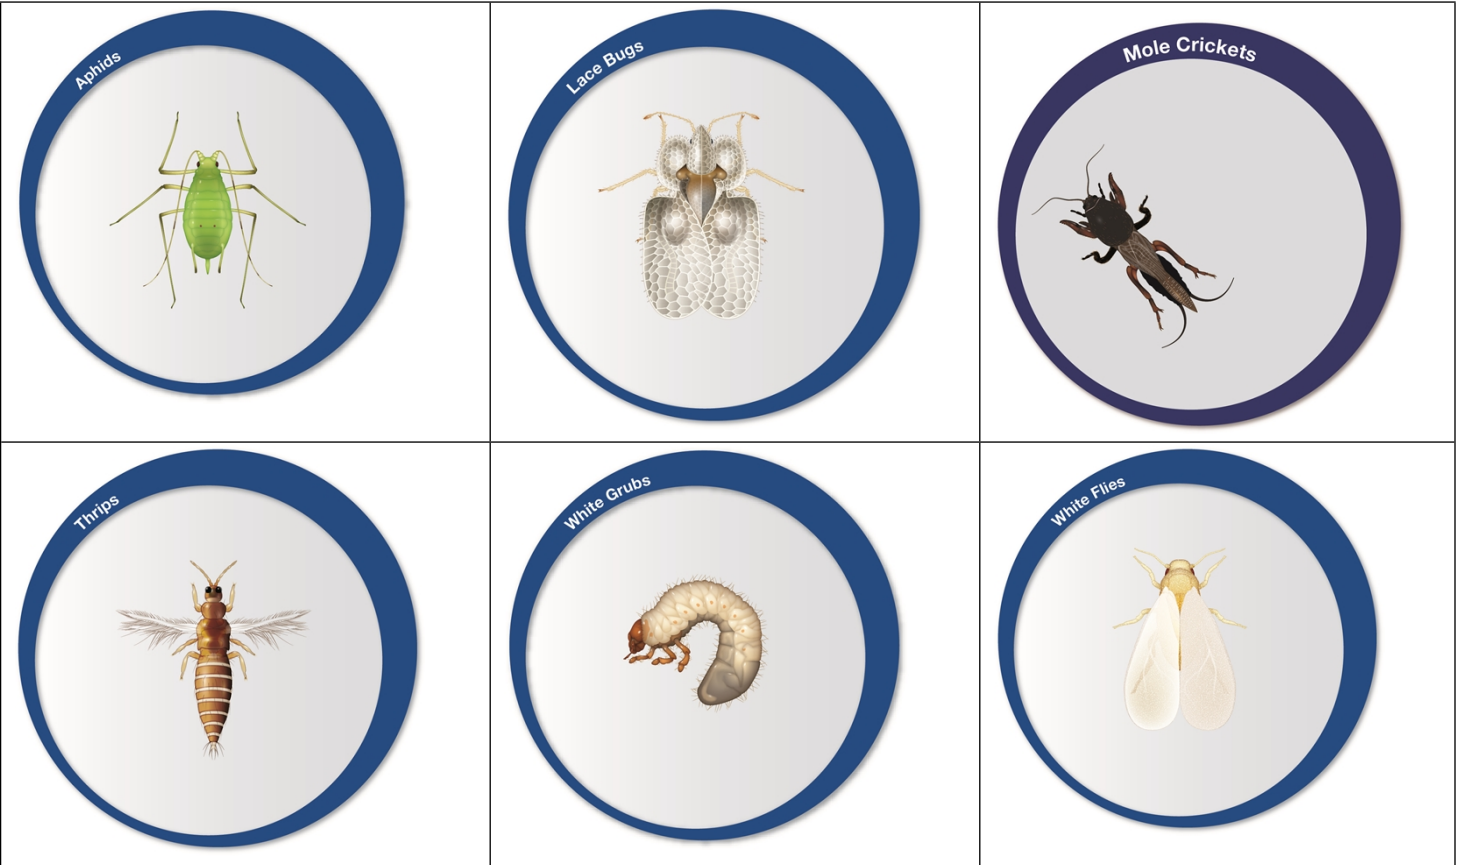 Aphids
Lace Bugs
Mole Crickets
Thrips
White Grubs
White Flies